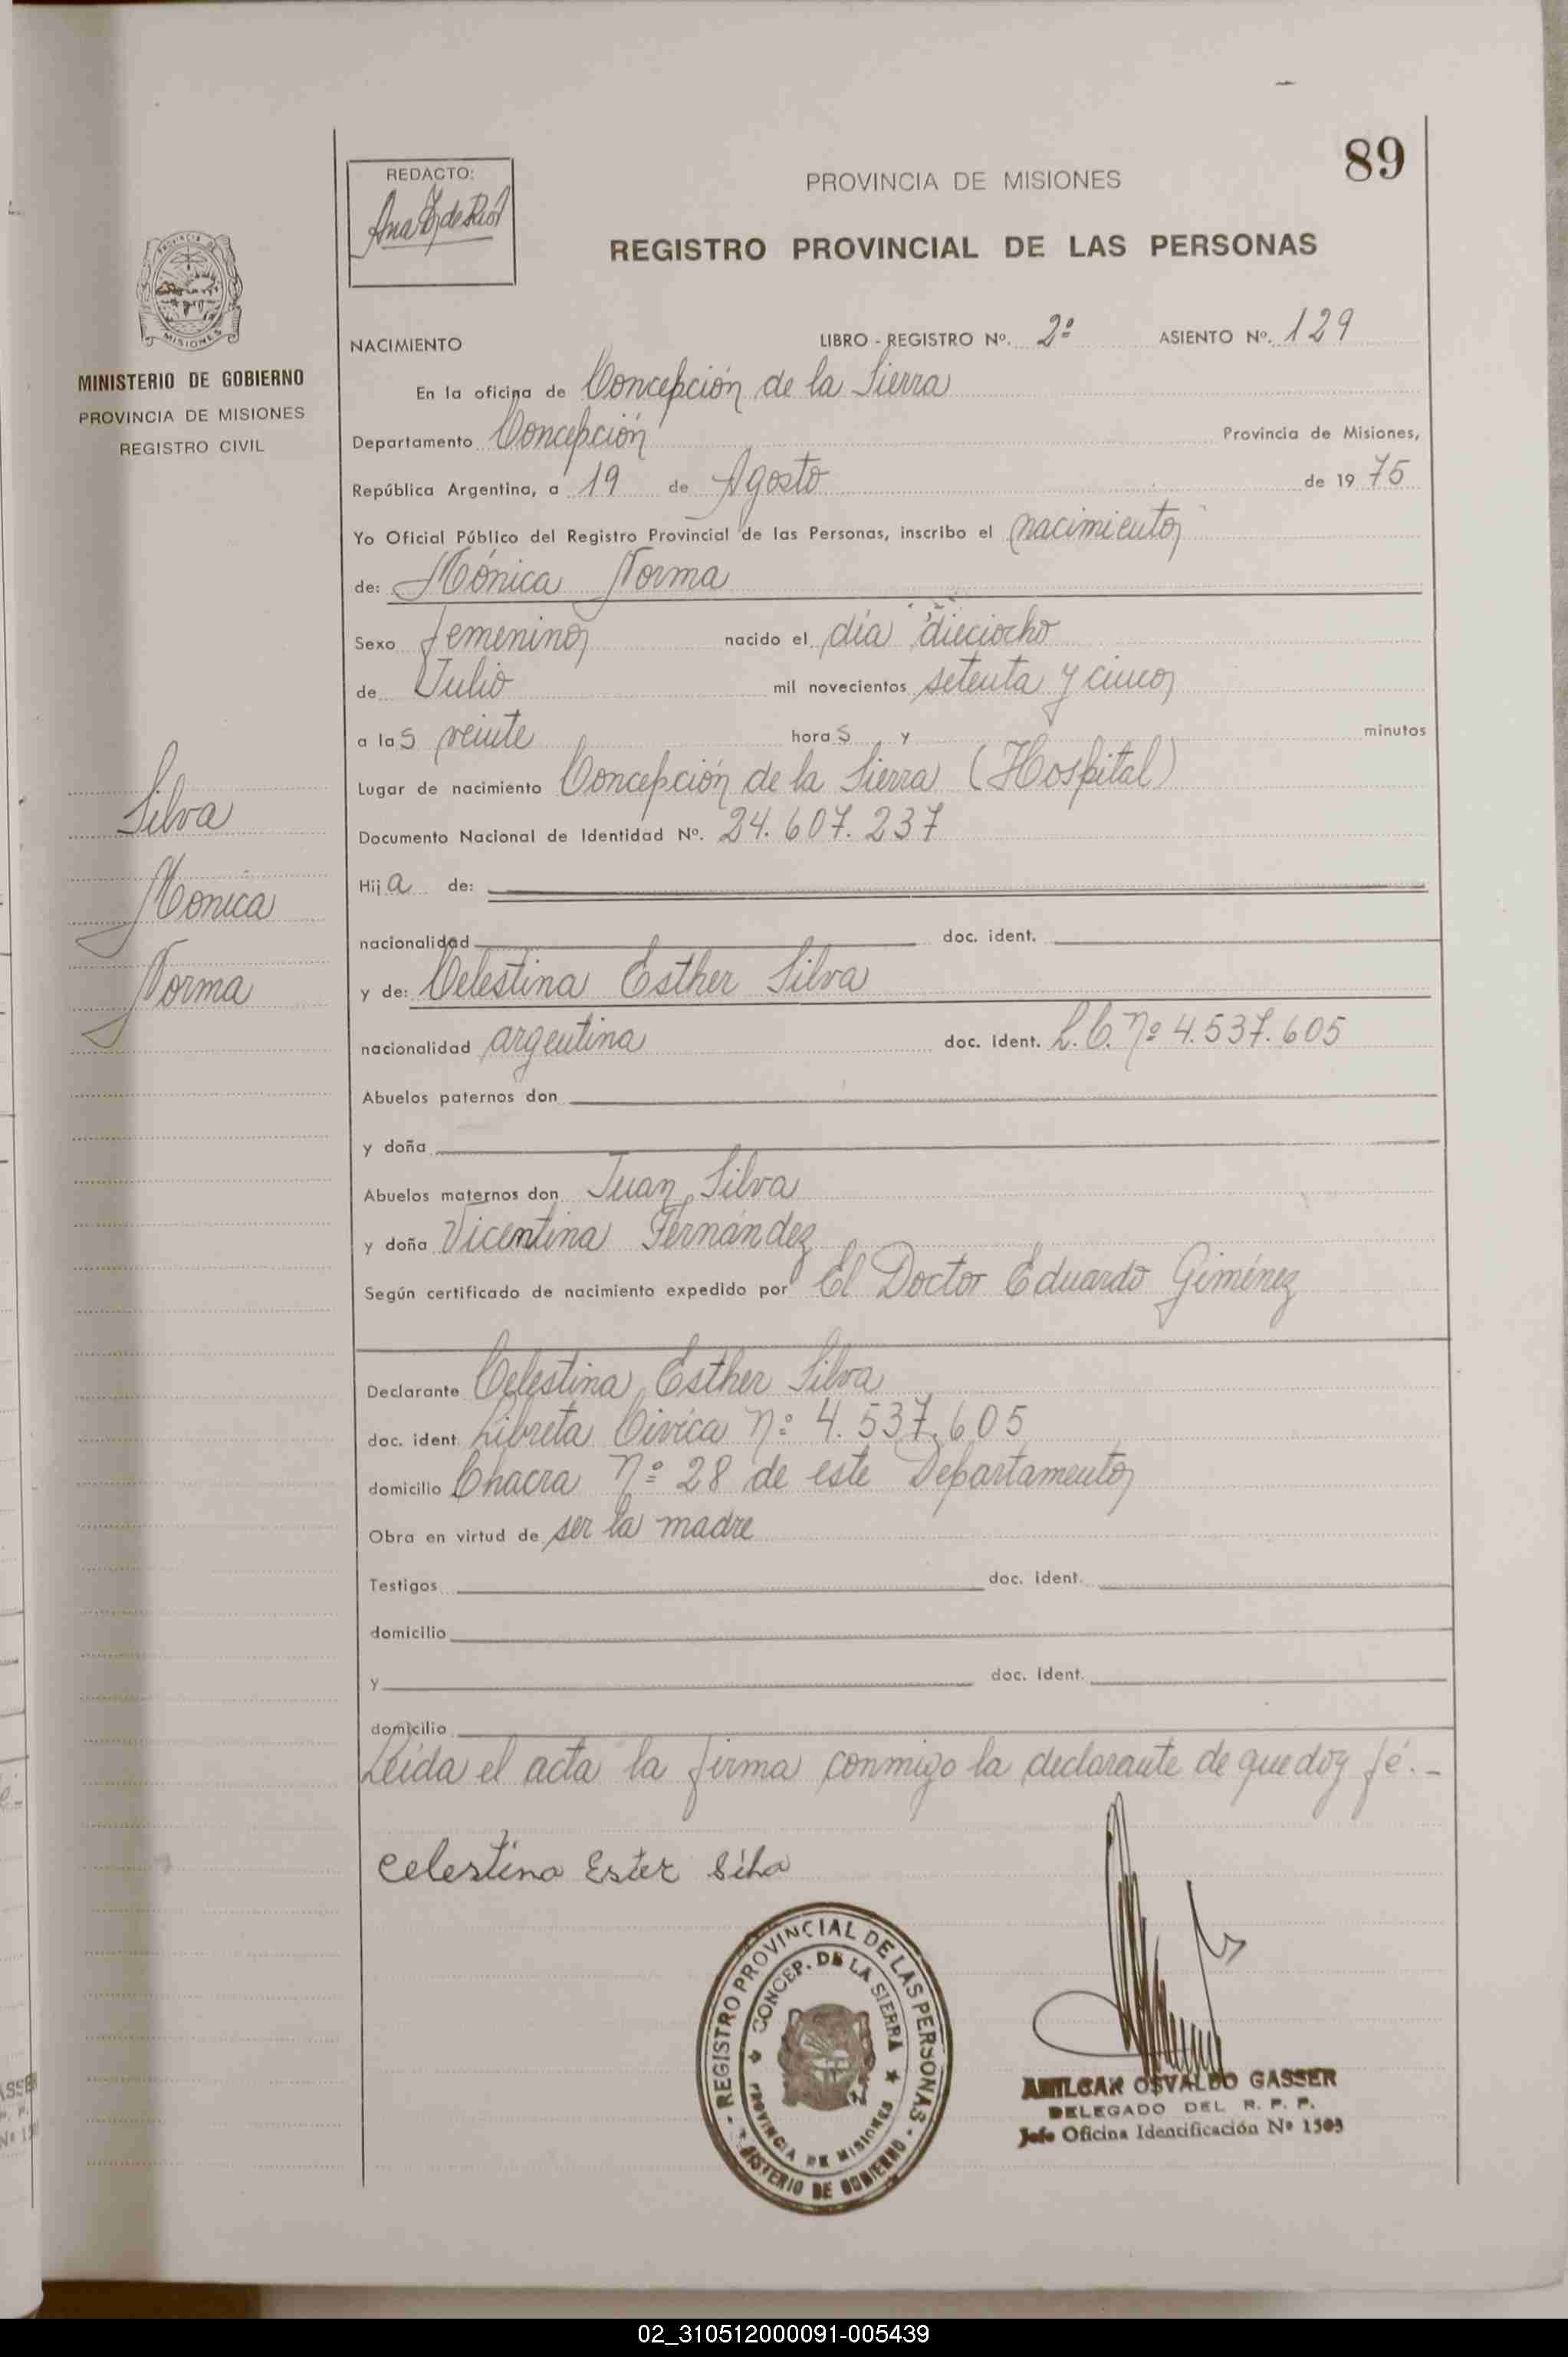 89
REDACTO:
Ana
PROVINCIA DE MISIONES
REGISTRO PROVINCIAL DE LAS PERSONAS
PROVINCIA DE
MISIONES
MINISTERIO DE GOBIERNO
PROVINCIA DE MISIONES
REGISTRO CIVIL
Silva
Monica
Norma
NACIMIENTO LIBRO - REGISTRO Nº. 2º ASIENTO Nº. 129
En la oficina de Concepción de la Sierra
Departamento Concepción Provincia de Misiones,
República Argentina, a 19 de Agosto de 1975
Yo Oficial Público del Registro Provincial de las Personas, inscribo el nacimiento
de: Mónica Norma
Sexo femenino nacido el día dieciocho
de Julio mil novecientos setenta y cinco
a las veinte horas y minutos
Lugar de nacimiento Concepción de la Sierra (Hospital)
Documento Nacional de Identidad Nº. 24.607.237
Hija de:
nacionalidad doc. ident.
y de: Celestina Esther Silva
nacionalidad argentina doc. ident. L.C. nº 4.537.605
Abuelos paternos don
y doña
Abuelos maternos don Juan Silva
y doña Vicentina Fernández
Según certificado de nacimiento expedido por El Doctor Eduardo Giménez
Declarante Celestina Esther Silva
doc. ident. Libreta Cívica nº 4.537.605
domicilio Chacra nº 28 de este Departamento
Obra en virtud de ser la madre
Testigos doc. ident.
domicilio
y doc. ident.
domicilio
Leída el acta la firma conmigo la declarante de que doy fé.-
Celestina Ester Silva
REGISTRO PROVINCIAL DE LAS PERSONAS
CONCEP. DE LA SIERRA
PROVINCIA DE MISIONES
MINISTERIO DE GOBIERNO
AMILCAR OSVALDO GASSER
DELEGADO DEL R. P. P.
Jefe Oficina Identificación Nº 1503
02_310512000091-005439